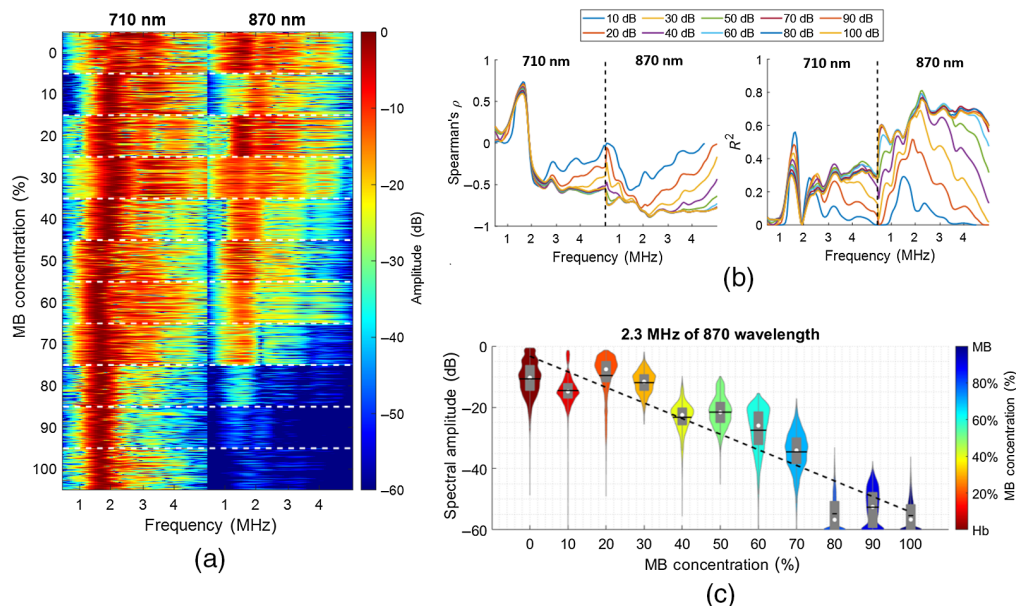 710 nm 870 nm
0
10
20
30
40
50
60
70
80
90
100
MB concentration (%)
1 2 3 4 1 2 3 4
Frequency (MHz)
0
−10
−20
−30
−40
−50
−60
Amplitude (dB)
(a)
10 dB 30 dB 50 dB 70 dB 90 dB
20 dB 40 dB 60 dB 80 dB 100 dB
710 nm 870 nm
1
0.5
0
−0.5
−1
Spearman's ρ
1 2 3 4 1 2 3 4
Frequency (MHz)
710 nm 870 nm
1
0.8
0.6
0.4
0.2
0
R²
1 2 3 4 1 2 3 4
Frequency (MHz)
(b)
2.3 MHz of 870 wavelength
0
−20
−40
−60
Spectral amplitude (dB)
0 10 20 30 40 50 60 70 80 90 100
MB concentration (%)
MB
80%
60%
40%
20%
Hb
MB concentration (%)
(c)